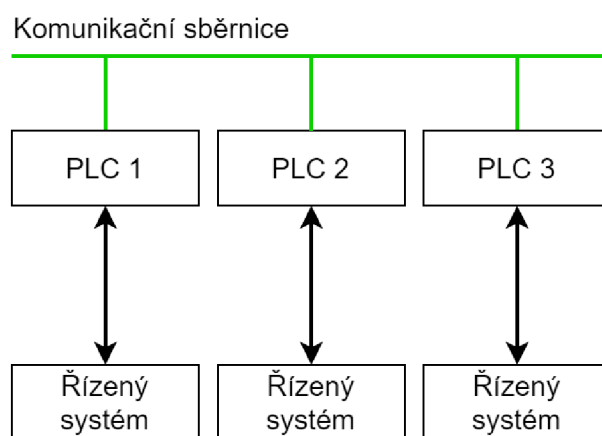 Komunikační sběrnice
PLC 1
PLC 2
PLC 3
Řízený
systém
Řízený
systém
Řízený
systém